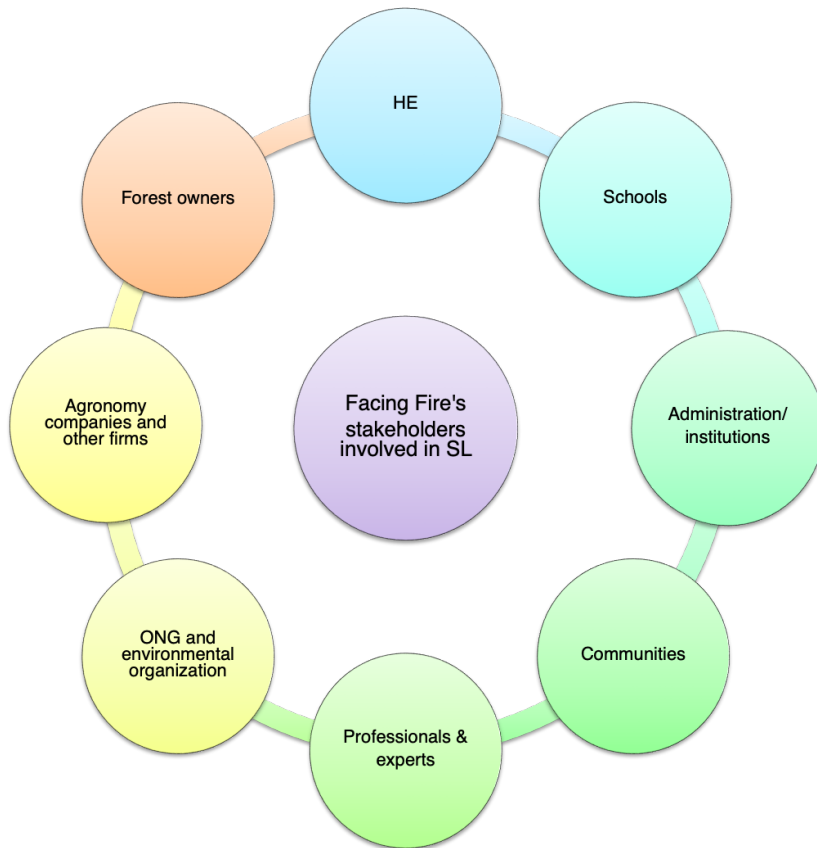 HE
Schools
Administration/
institutions
Communities
Professionals &
experts
ONG and
environmental
organization
Agronomy
companies and
other firms
Forest owners
Facing Fire's
stakeholders
involved in SL